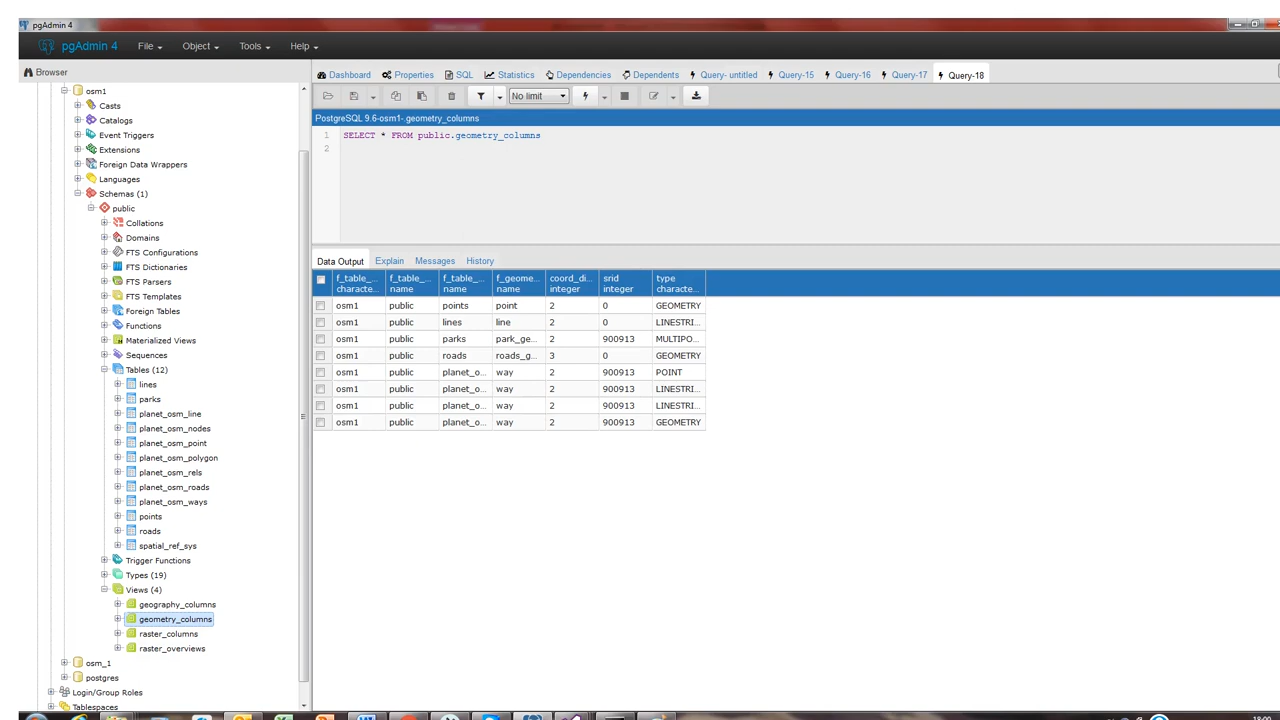 pgAdmin 4
pgAdmin 4 File Object Tools Help
Browser
Dashboard Properties SQL Statistics Dependencies Dependents Query- untitled Query-15 Query-16 Query-17 Query-18
No limit
PostgreSQL 9.6-osm1-.geometry_columns
1 SELECT * FROM public.geometry_columns
2
osm1
Casts
Catalogs
Event Triggers
Extensions
Foreign Data Wrappers
Languages
Schemas (1)
public
Collations
Domains
FTS Configurations
FTS Dictionaries
FTS Parsers
FTS Templates
Foreign Tables
Functions
Materialized Views
Sequences
Tables (12)
lines
parks
planet_osm_line
planet_osm_nodes
planet_osm_point
planet_osm_polygon
planet_osm_rels
planet_osm_roads
planet_osm_ways
points
roads
spatial_ref_sys
Trigger Functions
Types (19)
Views (4)
geography_columns
geometry_columns
raster_columns
raster_overviews
osm_1
postgres
Login/Group Roles
Tablespaces
Data Output Explain Messages History
f_table_... f_table_... f_table_... f_geome... coord_di... srid type
characte... name name name integer integer characte...
osm1 public points point 2 0 GEOMETRY
osm1 public lines line 2 0 LINESTRI...
osm1 public parks park_ge... 2 900913 MULTIPO...
osm1 public roads roads_g... 3 0 GEOMETRY
osm1 public planet_o... way 2 900913 POINT
osm1 public planet_o... way 2 900913 LINESTRI...
osm1 public planet_o... way 2 900913 LINESTRI...
osm1 public planet_o... way 2 900913 GEOMETRY